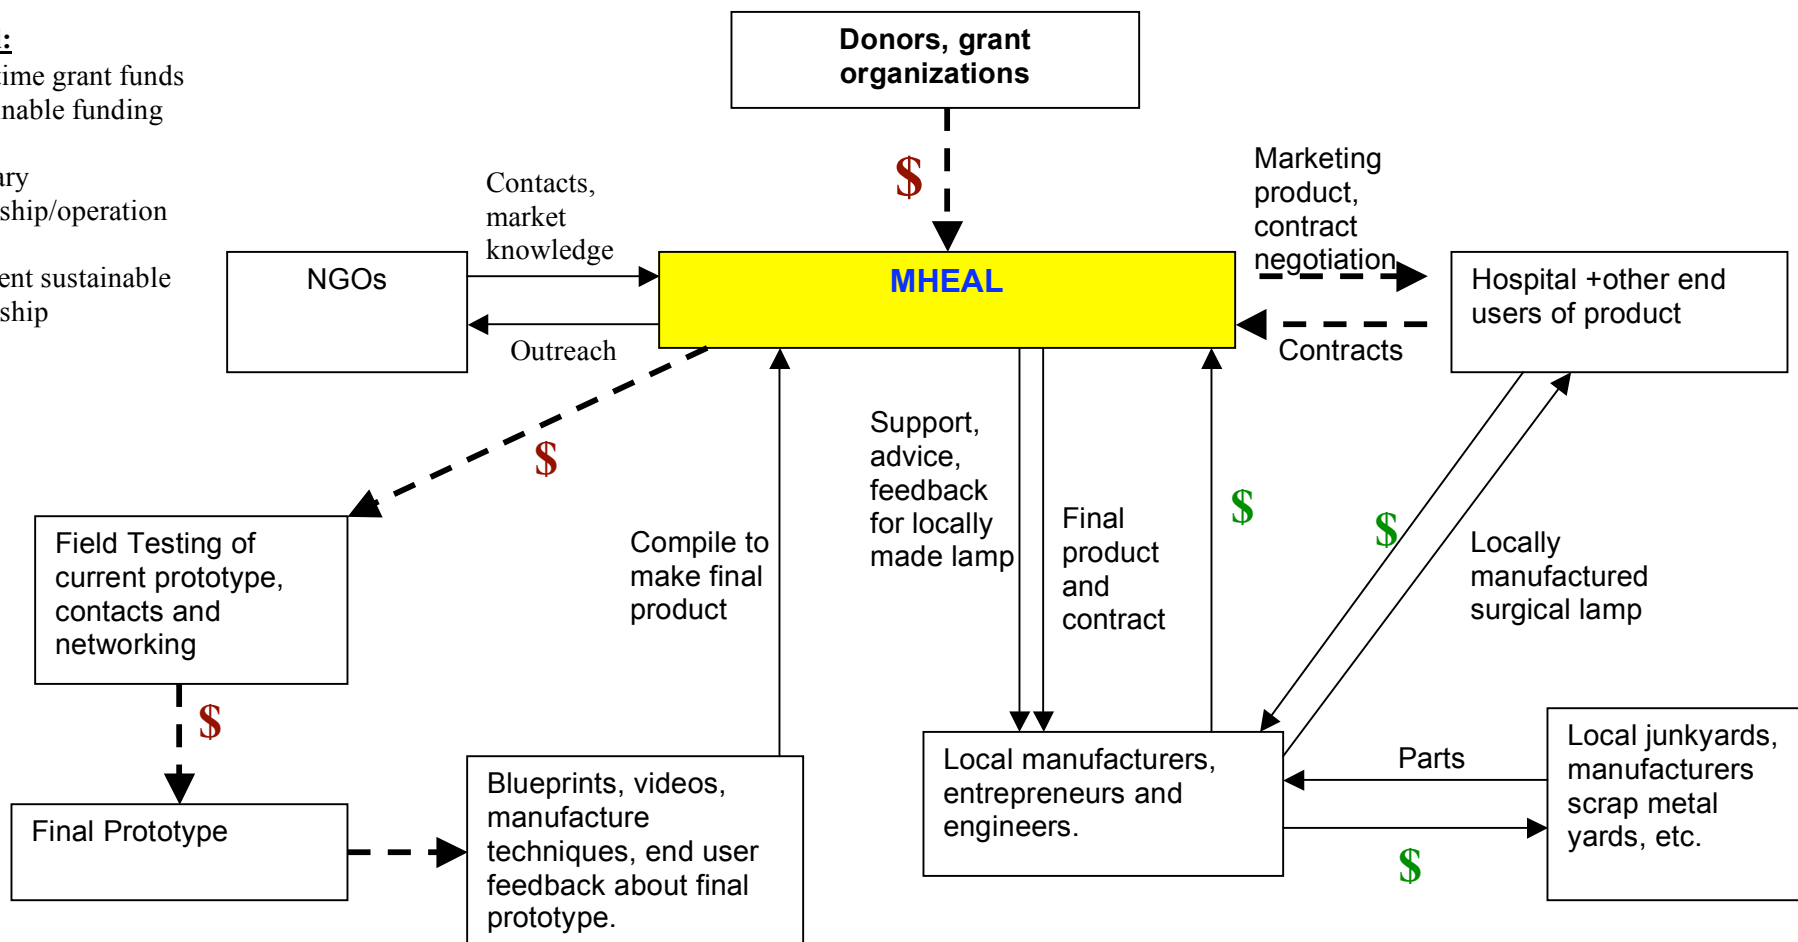 Donors, grant
organizations
time grant funds
nable funding
ship/operation
ent sustainable
ship
$
Contacts,
market
knowledge
Marketing
product,
contract
negotiation
NGOs
MHEAL
Hospital +other end
users of product
Outreach
Contracts
$
Support,
advice,
feedback
for locally
made lamp
Final
product
and
contract
$
$
Locally
manufactured
surgical lamp
Field Testing of
current prototype,
contacts and
networking
Compile to
make final
product
$
Final Prototype
Blueprints, videos,
manufacture
techniques, end user
feedback about final
prototype.
Local manufacturers,
entrepreneurs and
engineers.
Parts
$
Local junkyards,
manufacturers
scrap metal
yards, etc.